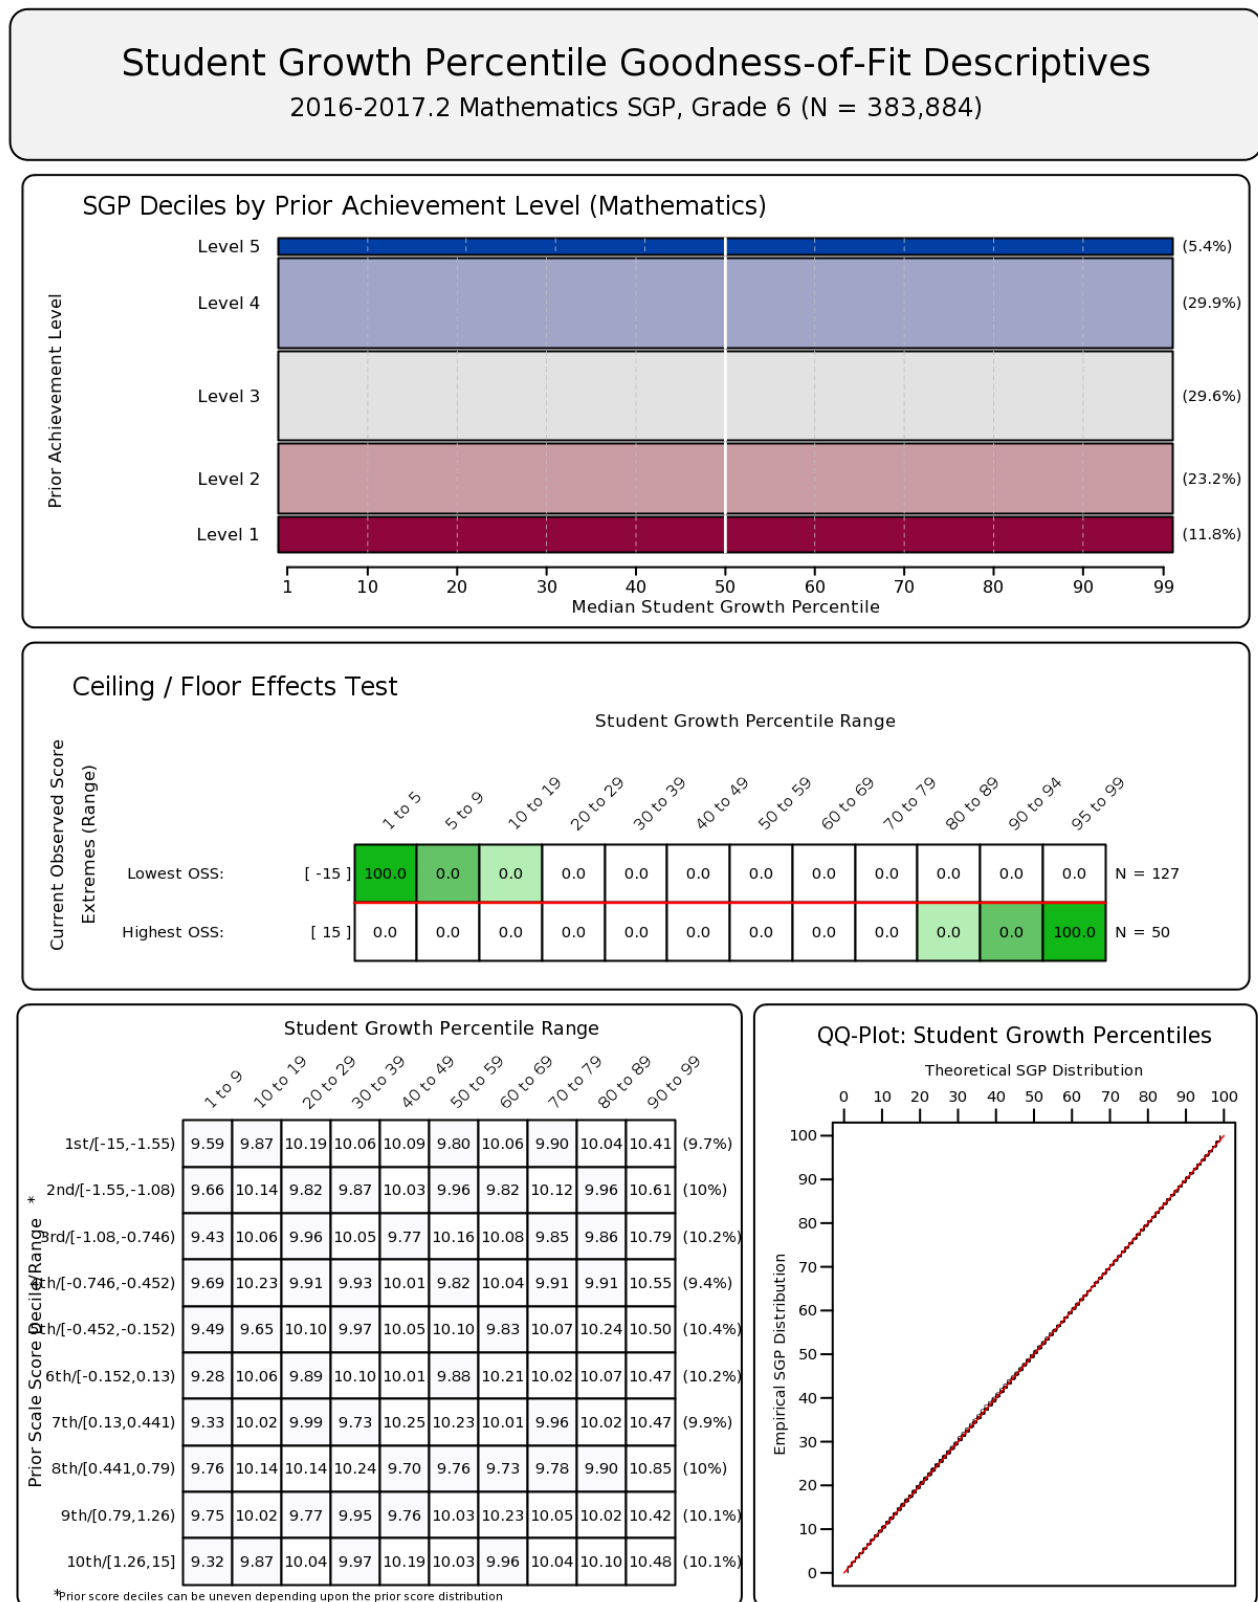 Student Growth Percentile Goodness-of-Fit Descriptives
2016-2017.2 Mathematics SGP, Grade 6 (N = 383,884)
SGP Deciles by Prior Achievement Level (Mathematics)
Prior Achievement Level
Level 5 (5.4%)
Level 4 (29.9%)
Level 3 (29.6%)
Level 2 (23.2%)
Level 1 (11.8%)
1 10 20 30 40 50 60 70 80 90 99
Median Student Growth Percentile
Ceiling / Floor Effects Test
Student Growth Percentile Range
Current Observed Score
Extremes (Range)
1 to 5 5 to 9 10 to 19 20 to 29 30 to 39 40 to 49 50 to 59 60 to 69 70 to 79 80 to 89 90 to 94 95 to 99
Lowest OSS: [ -15 ] 100.0 0.0 0.0 0.0 0.0 0.0 0.0 0.0 0.0 0.0 0.0 0.0 N = 127
Highest OSS: [ 15 ] 0.0 0.0 0.0 0.0 0.0 0.0 0.0 0.0 0.0 0.0 0.0 100.0 N = 50
Student Growth Percentile Range
1 to 9 10 to 19 20 to 29 30 to 39 40 to 49 50 to 59 60 to 69 70 to 79 80 to 89 90 to 99
Prior Scale Score Decile/Range *
1st/[-15,-1.55) 9.59 9.87 10.19 10.06 10.09 9.80 10.06 9.90 10.04 10.41 (9.7%)
2nd/[-1.55,-1.08) 9.66 10.14 9.82 9.87 10.03 9.96 9.82 10.12 9.96 10.61 (10%)
3rd/[-1.08,-0.746) 9.43 10.06 9.96 10.05 9.77 10.16 10.08 9.85 9.86 10.79 (10.2%)
4th/[-0.746,-0.452) 9.69 10.23 9.91 9.93 10.01 9.82 10.04 9.91 9.91 10.55 (9.4%)
5th/[-0.452,-0.152) 9.49 9.65 10.10 9.97 10.05 10.10 9.83 10.07 10.24 10.50 (10.4%)
6th/[-0.152,0.13) 9.28 10.06 9.89 10.10 10.01 9.88 10.21 10.02 10.07 10.47 (10.2%)
7th/[0.13,0.441) 9.33 10.02 9.99 9.73 10.25 10.23 10.01 9.96 10.02 10.47 (9.9%)
8th/[0.441,0.79) 9.76 10.14 10.14 10.24 9.70 9.76 9.73 9.78 9.90 10.85 (10%)
9th/[0.79,1.26) 9.75 10.02 9.77 9.95 9.76 10.03 10.23 10.05 10.02 10.42 (10.1%)
10th/[1.26,15] 9.32 9.87 10.04 9.97 10.19 10.03 9.96 10.04 10.10 10.48 (10.1%)
*Prior score deciles can be uneven depending upon the prior score distribution
QQ-Plot: Student Growth Percentiles
Theoretical SGP Distribution
0 10 20 30 40 50 60 70 80 90 100
Empirical SGP Distribution
100
90
80
70
60
50
40
30
20
10
0